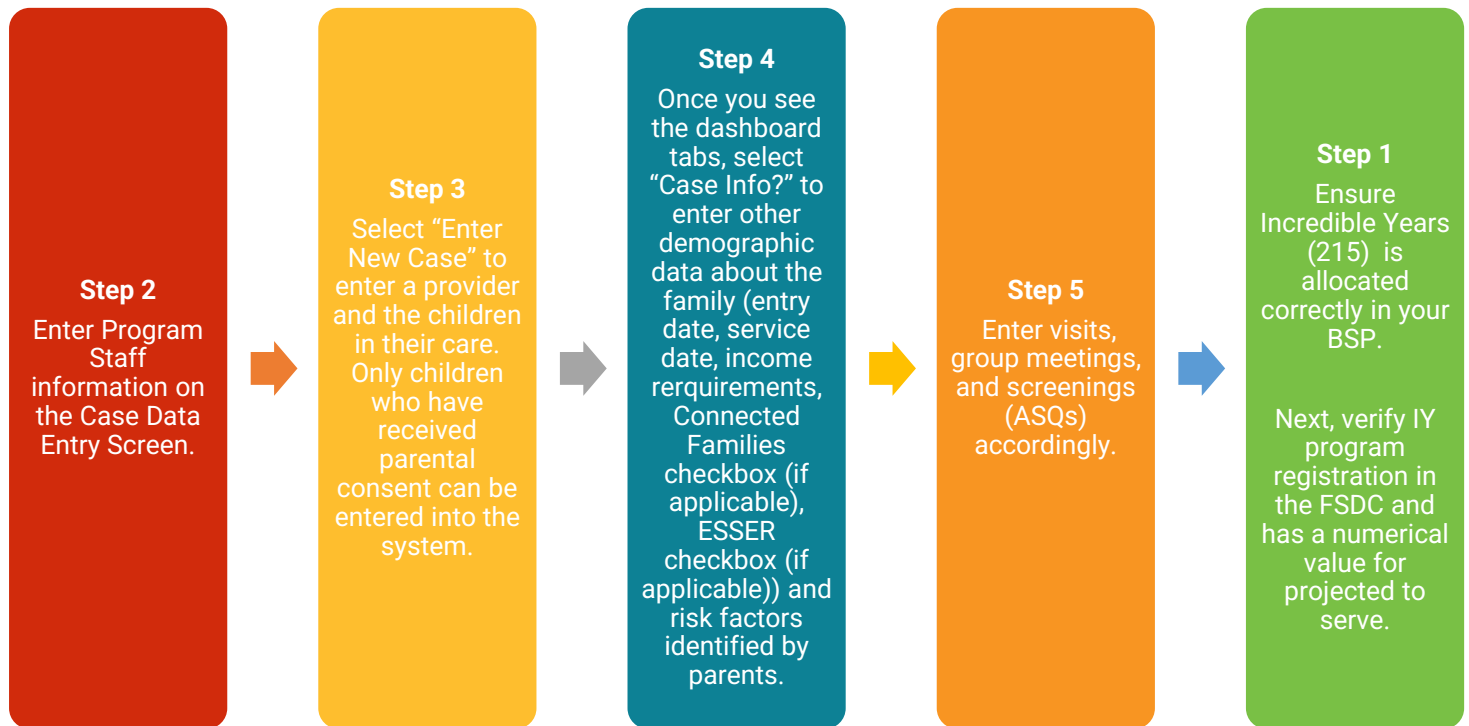 Step 2
Enter Program
Staff
information on
the Case Data
Entry Screen.
Step 3
Select “Enter
New Case” to
enter a provider
and the children
in their care.
Only children
who have
received
parental
consent can be
entered into the
system.
Step 4
Once you see
the dashboard
tabs, select
“Case Info?” to
enter other
demographic
data about the
family (entry
date, service
date, income
rerquirements,
Connected
Families
checkbox (if
applicable),
ESSER
checkbox (if
applicable)) and
risk factors
identified by
parents.
Step 5
Enter visits,
group meetings,
and screenings
(ASQs)
accordingly.
Step 1
Ensure
Incredible Years
(215) is
allocated
correctly in your
BSP.
Next, verify IY
program
registration in
the FSDC and
has a numerical
value for
projected to
serve.